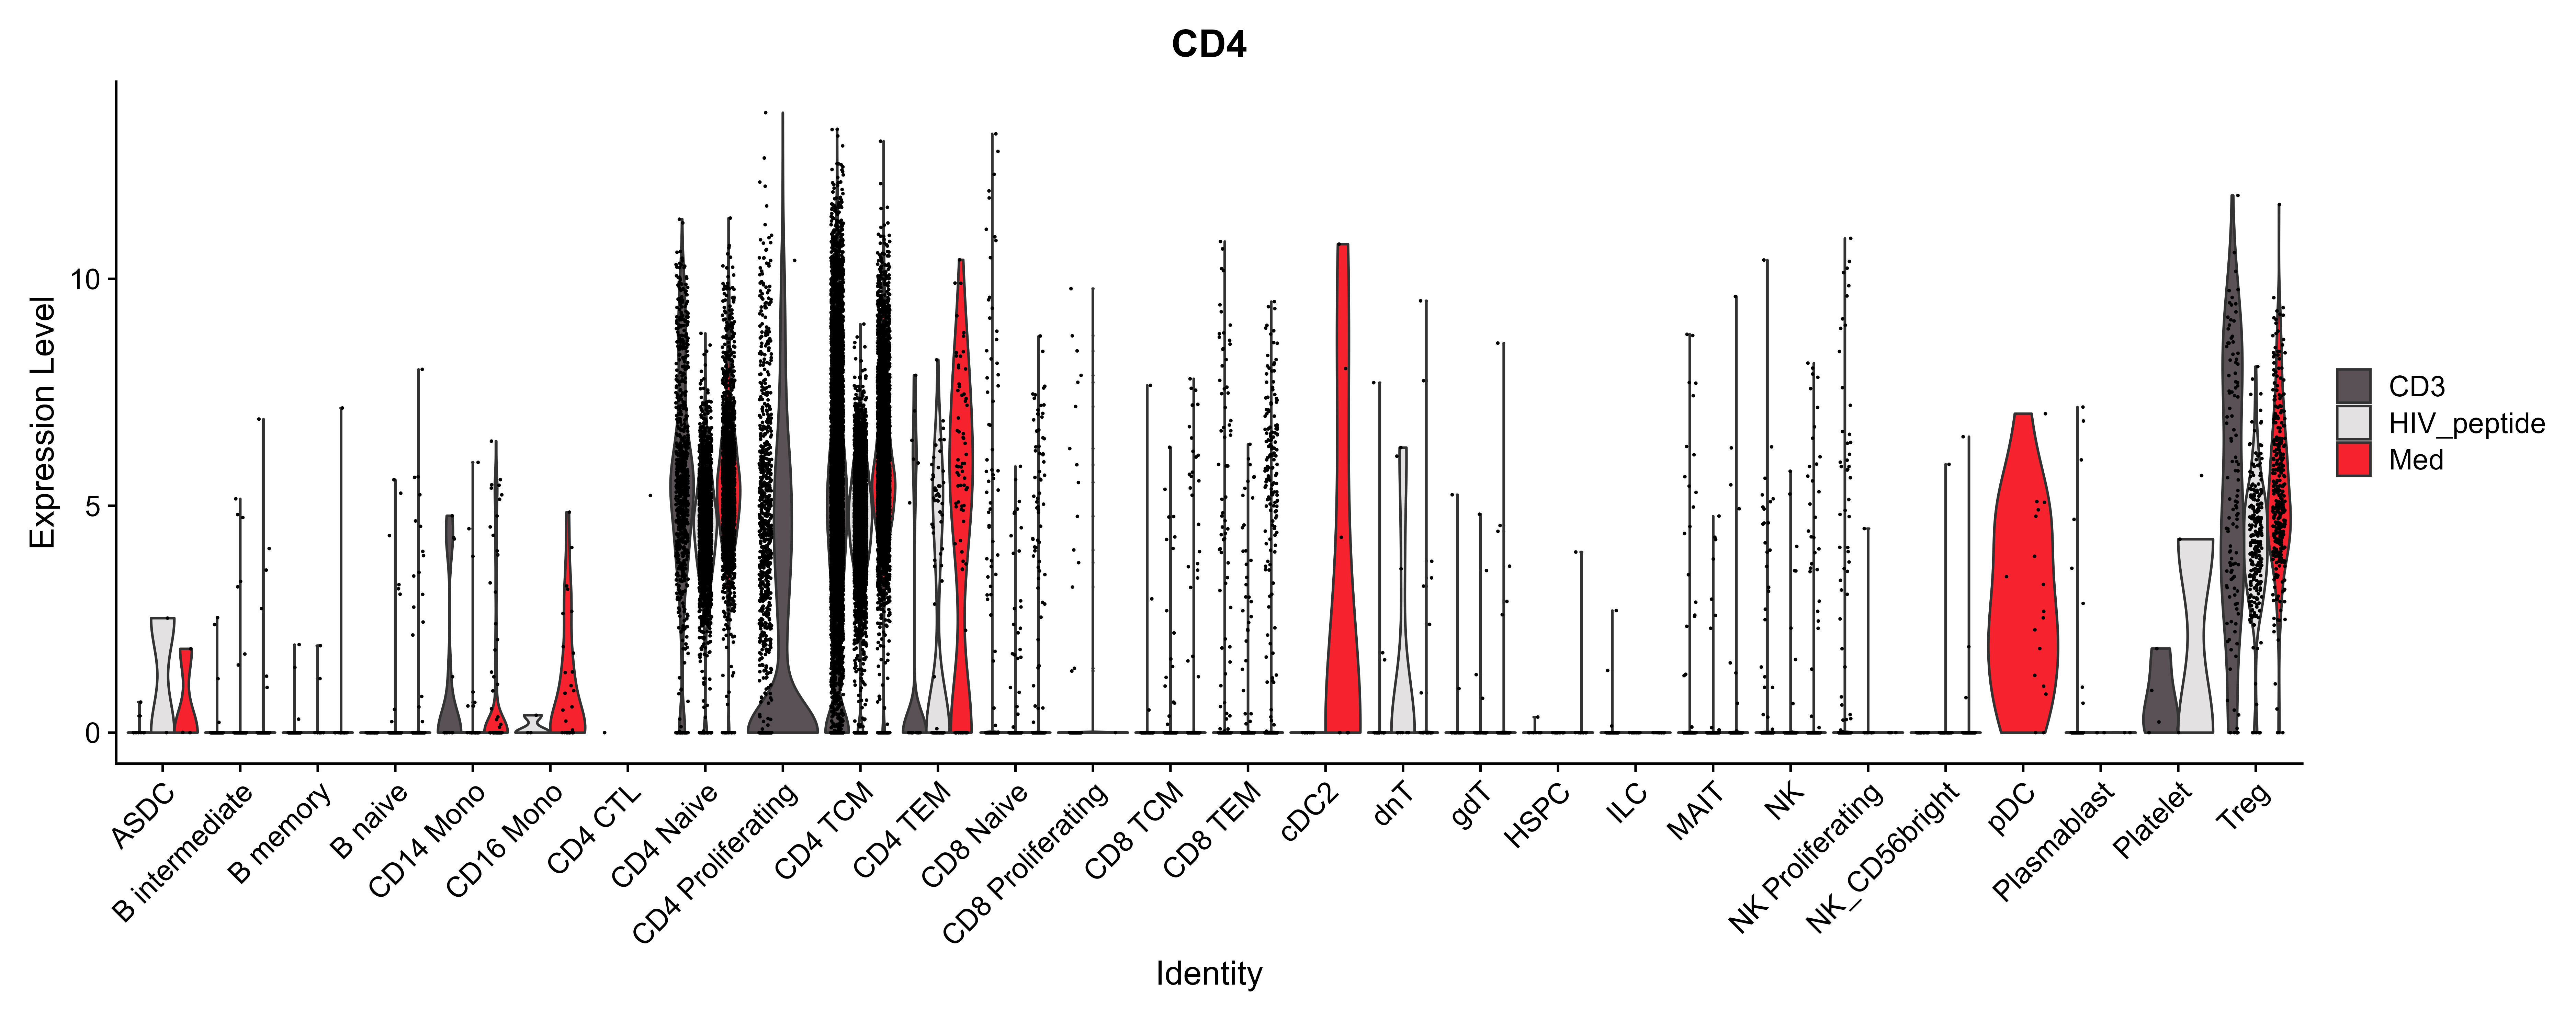 CD4
Expression Level
10
5
0
ASDC
B intermediate
B memory
B naive
CD14 Mono
CD16 Mono
CD4 CTL
CD4 Naive
CD4 Proliferating
CD4 TCM
CD4 TEM
CD8 Naive
CD8 Proliferating
CD8 TCM
CD8 TEM
cDC2
dnT
gdT
HSPC
ILC
MAIT
NK
NK Proliferating
NK_CD56bright
pDC
Plasmablast
Platelet
Treg
Identity
CD3
HIV_peptide
Med